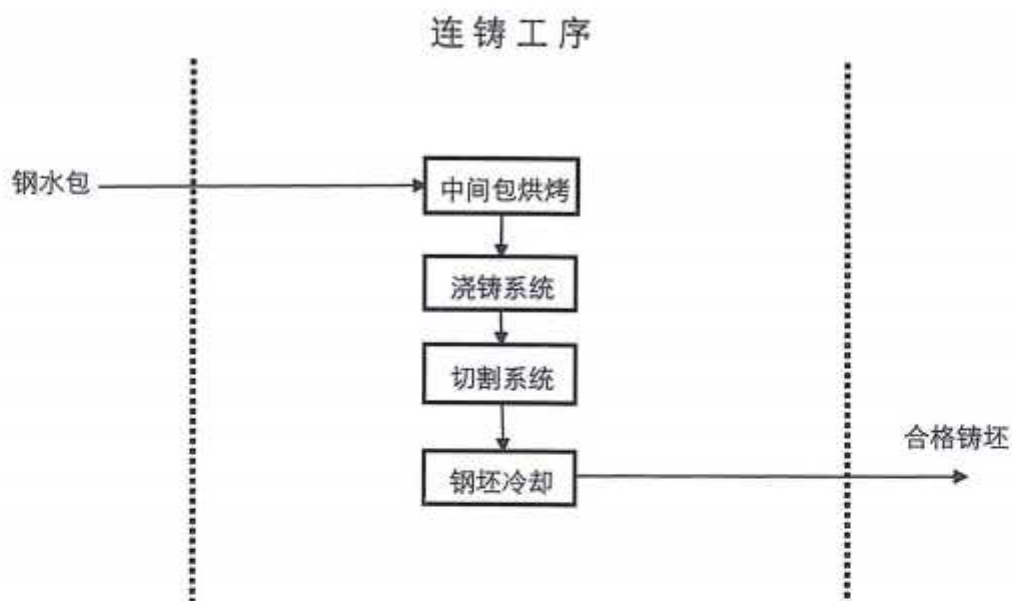 连铸工序
钢水包
中间包烘烤
浇铸系统
切割系统
钢坯冷却
合格铸坯